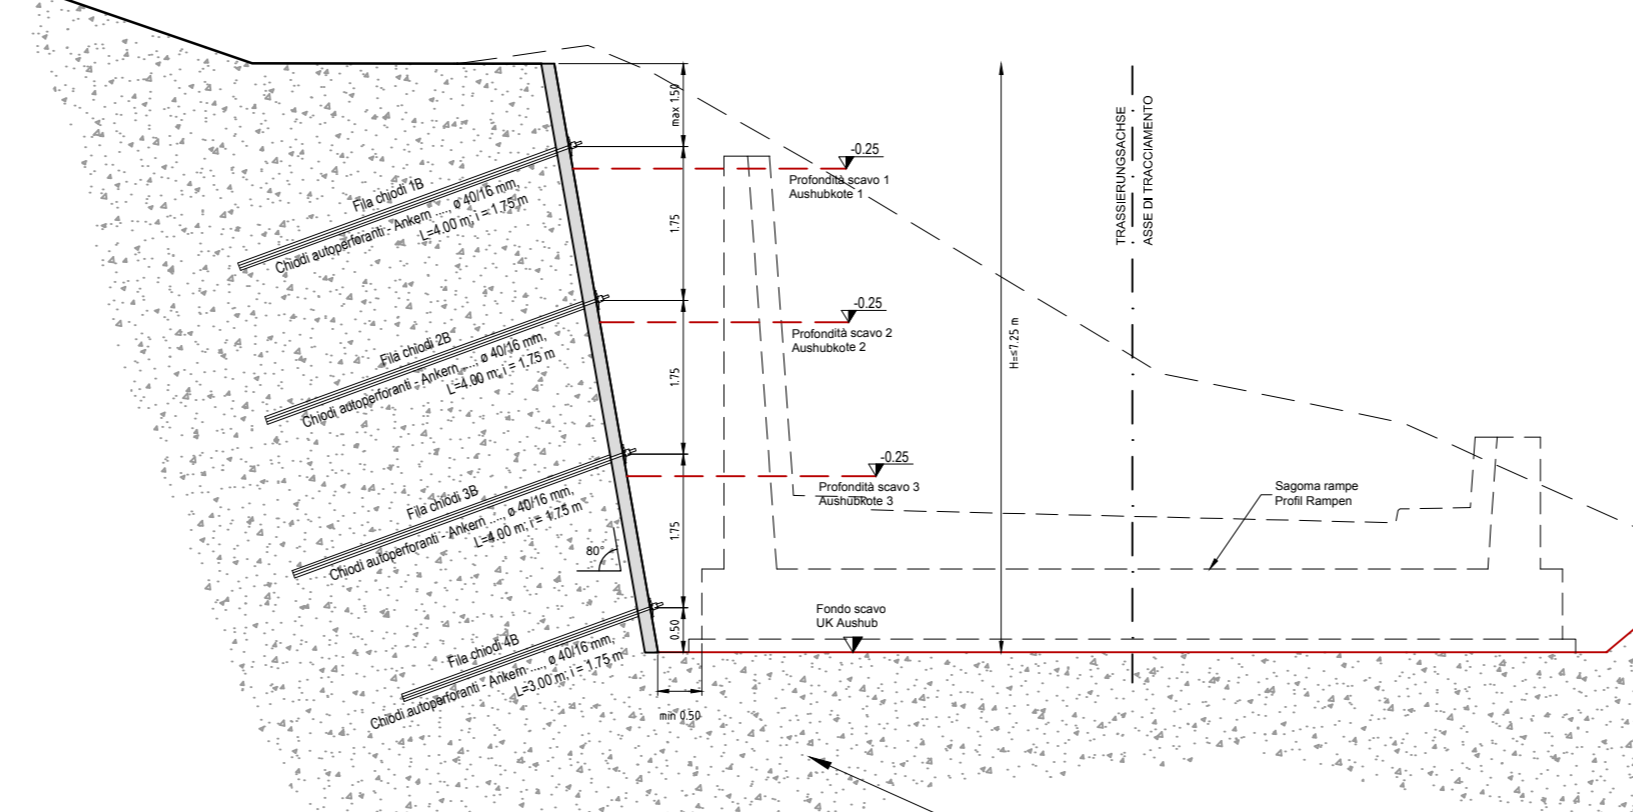 max 1.50
-0.25
Profondità scavo 1
Aushubkote 1
Fila chiodi 1B
Chiodi autoperforanti - Ankern ...., ø 40/16 mm,
L=4.00 m; i = 1.75 m
1.75
TRASSIERUNGSACHSE
ASSE DI TRACCIAMENTO
-0.25
Profondità scavo 2
Aushubkote 2
Fila chiodi 2B
Chiodi autoperforanti - Ankern ...., ø 40/16 mm,
L=4.00 m; i = 1.75 m
1.75
H=≤7.25 m
-0.25
Profondità scavo 3
Aushubkote 3
Fila chiodi 3B
Chiodi autoperforanti - Ankern ...., ø 40/16 mm,
L=4.00 m; i = 1.75 m
1.75
80°
Sagoma rampe
Profil Rampen
Fondo scavo
UK Aushub
0.50
Fila chiodi 4B
Chiodi autoperforanti - Ankern ...., ø 40/16 mm,
L=3.00 m; i = 1.75 m
min 0.50